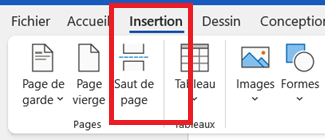 Fichier Accueil Insertion Dessin Conception
Page de garde
Page vierge
Saut de page
Tableau
Images
Formes
Pages
Tableaux